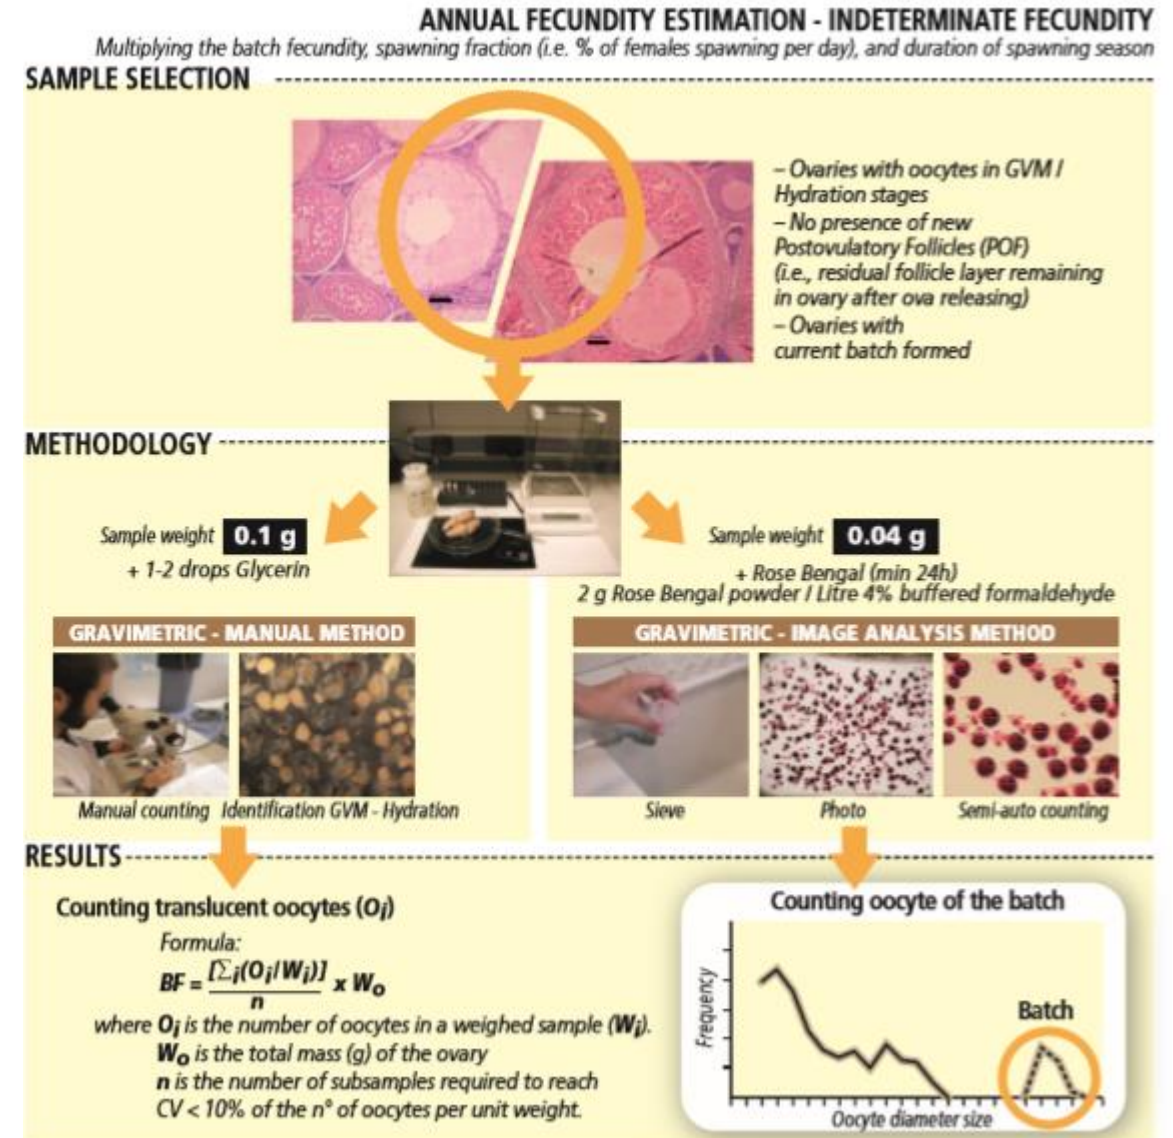 ANNUAL FECUNDITY ESTIMATION - INDETERMINATE FECUNDITY
Multiplying the batch fecundity, spawning fraction (i.e. % of females spawning per day), and duration of spawning season
SAMPLE SELECTION
– Ovaries with oocytes in GVM /
Hydration stages
– No presence of new
Postovulatory Follicles (POF)
(i.e., residual follicle layer remaining
in ovary after ova releasing)
– Ovaries with
current batch formed
METHODOLOGY
Sample weight 0.1 g
+ 1-2 drops Glycerin
GRAVIMETRIC - MANUAL METHOD
Manual counting Identification GVM - Hydration
Sample weight 0.04 g
+ Rose Bengal (min 24h)
2 g Rose Bengal powder / Litre 4% buffered formaldehyde
GRAVIMETRIC - IMAGE ANALYSIS METHOD
Sieve Photo Semi-auto counting
RESULTS
Counting translucent oocytes (Oi)
Formula:
BF = [∑i(Oi/Wi)] / n x Wo
where Oi is the number of oocytes in a weighed sample (Wi).
Wo is the total mass (g) of the ovary
n is the number of subsamples required to reach
CV < 10% of the n° of oocytes per unit weight.
Counting oocyte of the batch
Frequency
Batch
Oocyte diameter size